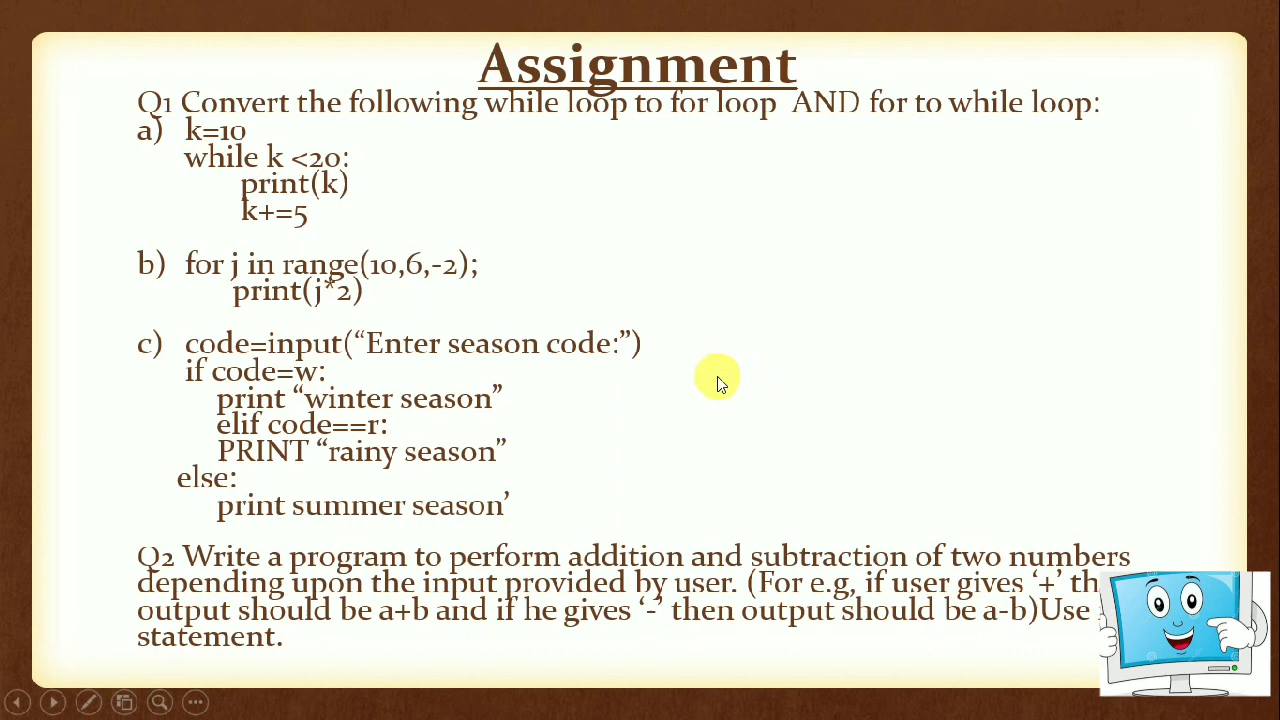 Assignment
Q1 Convert the following while loop to for loop AND for to while loop:
a) k=10
while k <20:
print(k)
k+=5
b) for j in range(10,6,-2);
print(j*2)
c) code=input(“Enter season code:”)
if code=w:
print “winter season”
elif code==r:
PRINT “rainy season”
else:
print summer season’
Q2 Write a program to perform addition and subtraction of two numbers
depending upon the input provided by user. (For e.g, if user gives ‘+’
output should be a+b and if he gives ‘-’ then output should be a-b)Use
statement.